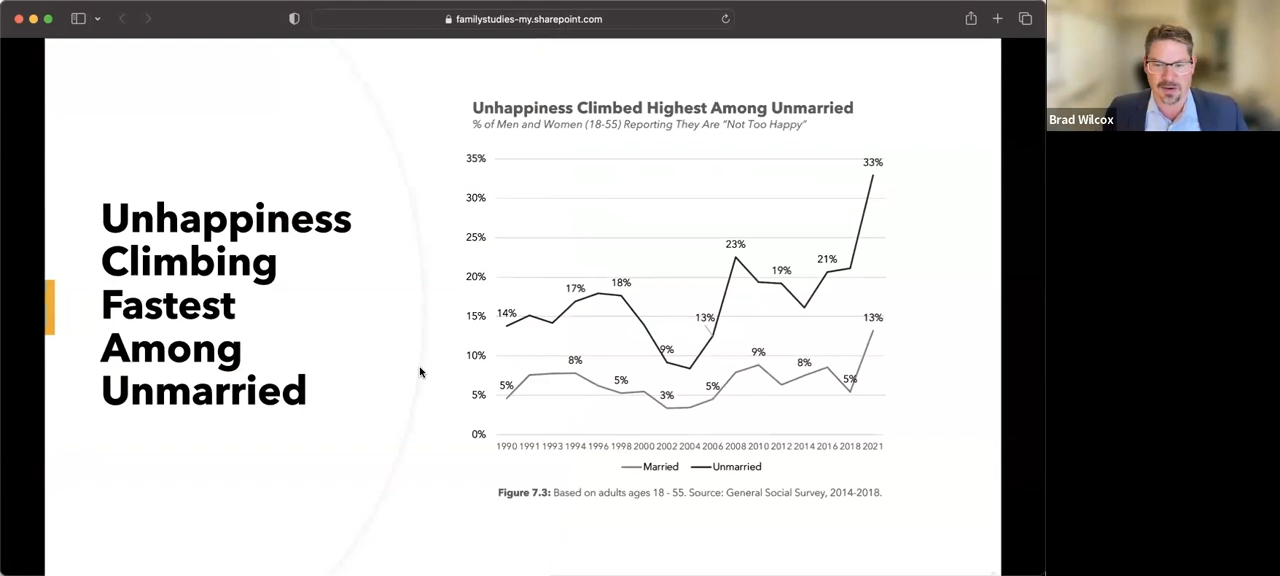 familystudies-my.sharepoint.com
Brad Wilcox
Unhappiness
Climbing
Fastest
Among
Unmarried
Unhappiness Climbed Highest Among Unmarried
% of Men and Women (18-55) Reporting They Are "Not Too Happy"
35%
30%
25%
20%
15%
10%
5%
0%
33%
23%
21%
19%
18%
17%
14%
13%
9%
13%
9%
8%
8%
5%
5%
5%
5%
3%
1990 1991 1993 1994 1996 1998 2000 2002 2004 2006 2008 2010 2012 2014 2016 2018 2021
Married Unmarried
Figure 7.3: Based on adults ages 18 - 55. Source: General Social Survey, 2014-2018.